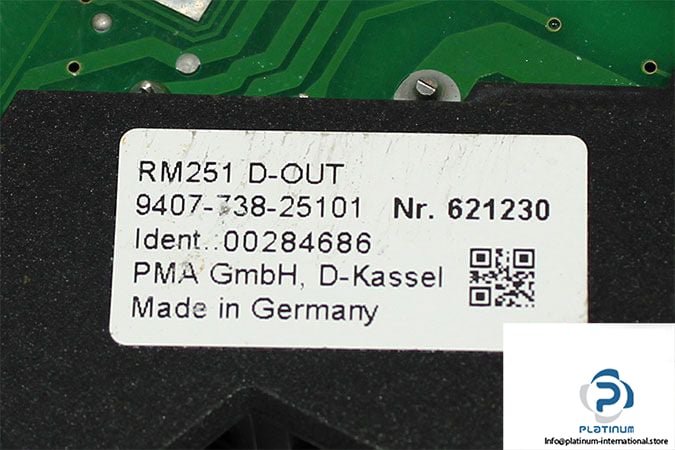 RM251 D-OUT
9407-738-25101 Nr. 621230
Ident.:00284686
PMA GmbH, D-Kassel
Made in Germany
PLATINUM
info@platinum-international.store